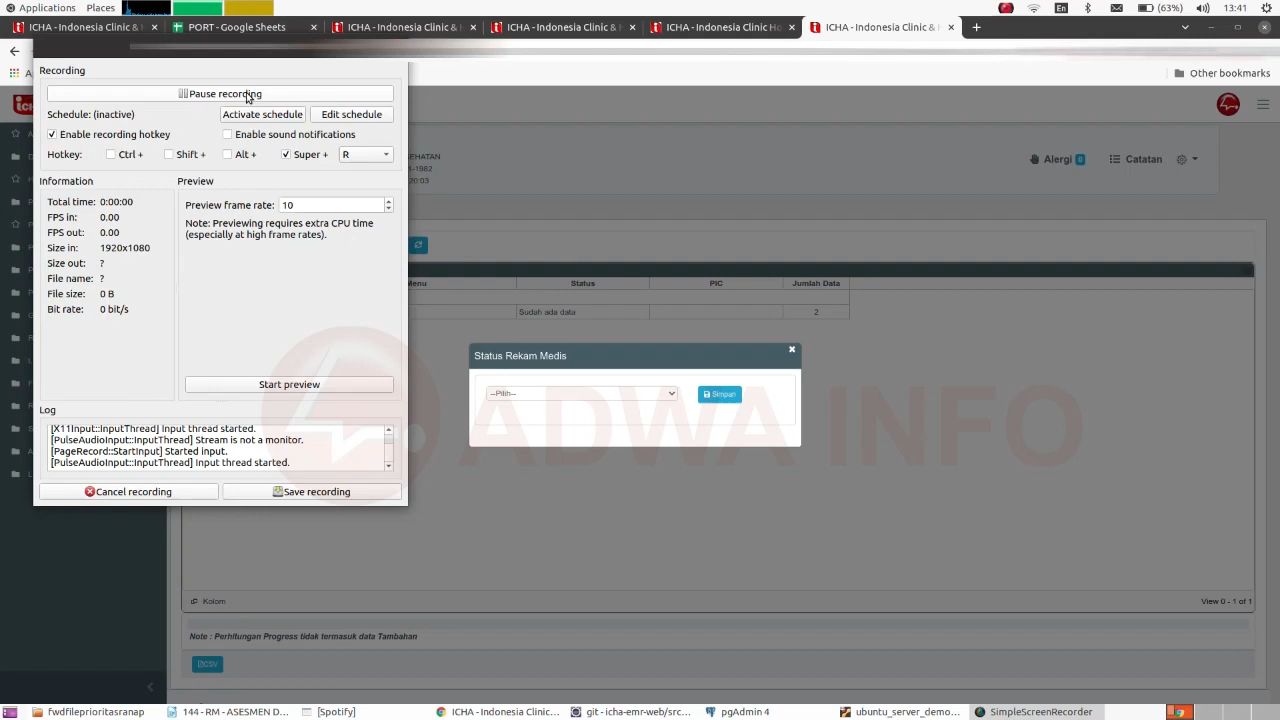 Applications Places En (63%) 13:41
ICHA - Indonesia Clinic & PORT - Google Sheets ICHA - Indonesia Clinic & ICHA - Indonesia Clinic & ICHA - Indonesia Clinic Ho ICHA - Indonesia Clinic &
Other bookmarks
Recording
Pause recording
Schedule: (inactive) Activate schedule Edit schedule
Enable recording hotkey Enable sound notifications
Hotkey: Ctrl + Shift + Alt + Super + R
Information
Total time: 0:00:00
FPS in: 0.00
FPS out: 0.00
Size in: 1920x1080
Size out: ?
File name: ?
File size: 0 B
Bit rate: 0 bit/s
Preview
Preview frame rate: 10
Note: Previewing requires extra CPU time
(especially at high frame rates).
Start preview
Log
[X11Input::InputThread] Input thread started.
[PulseAudioInput::InputThread] Stream is not a monitor.
[PageRecord::StartInput] Started input.
[PulseAudioInput::InputThread] Input thread started.
Cancel recording Save recording
EHATAN
-1982
20:03
Alergi 0 Catatan
Menu Status PIC Jumlah Data
Sudah ada data 2
Status Rekam Medis
--Pilih-- Simpan
ADWA INFO
Kolom View 0 - 1 of 1
Note : Perhitungan Progress tidak termasuk data Tambahan
CSV
fwdfileprioritasranap 144 - RM - ASESMEN D... [Spotify] ICHA - Indonesia Clinic... git - icha-emr-web/src... pgAdmin 4 ubuntu_server_demo... SimpleScreenRecorder